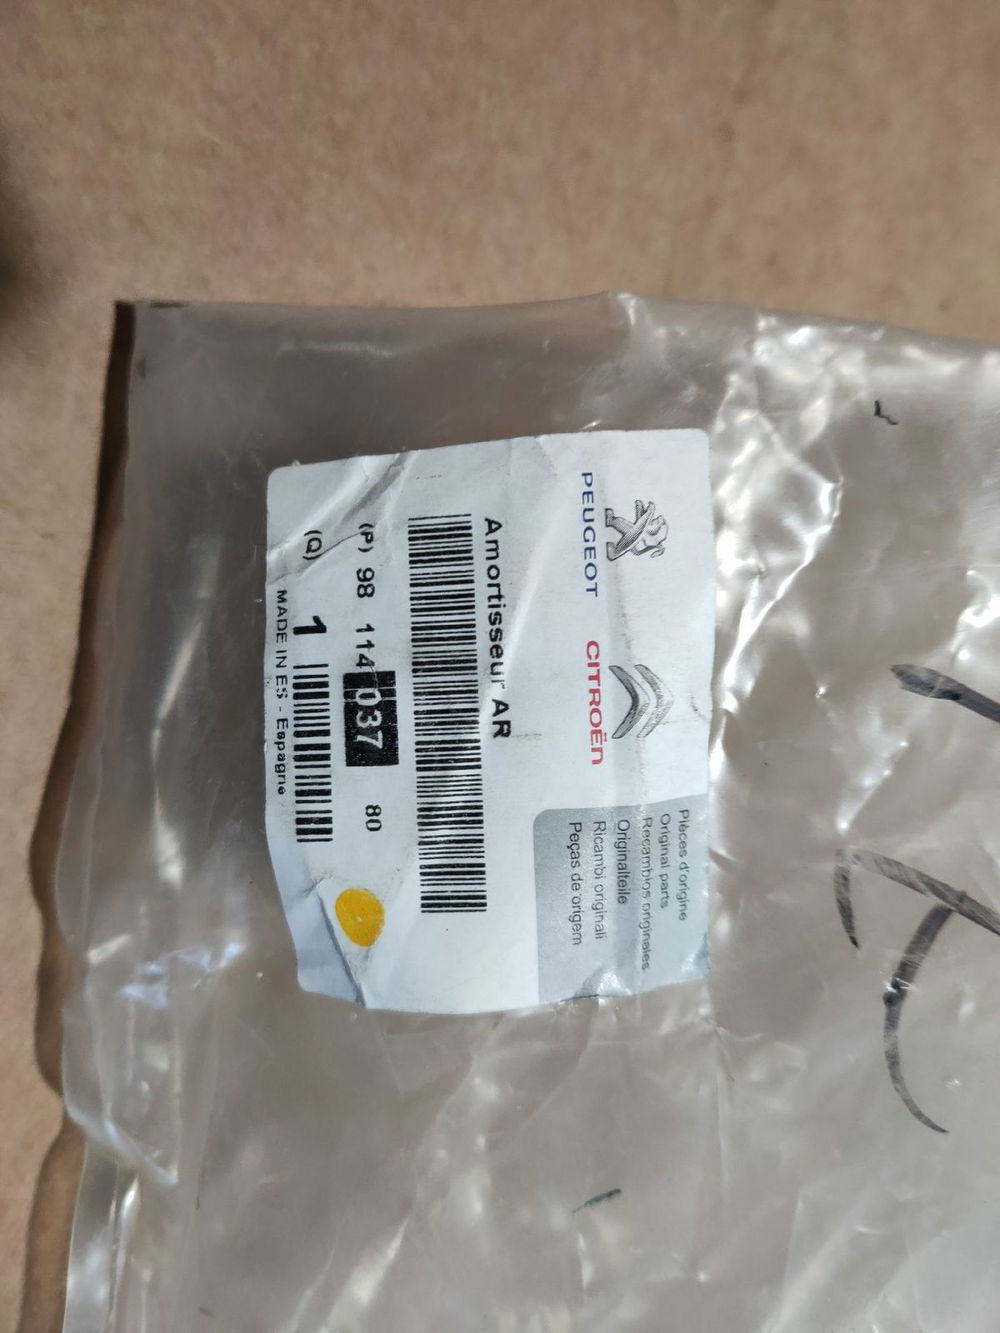 PEUGEOT
CITROËN
Pièces d'origine
Original parts
Recambios originales
Originalteile
Ricambi originali
Peças de origem
Amortisseur AR
(P) 98 114 037 80
(Q) 1
MADE IN ES - Espagne